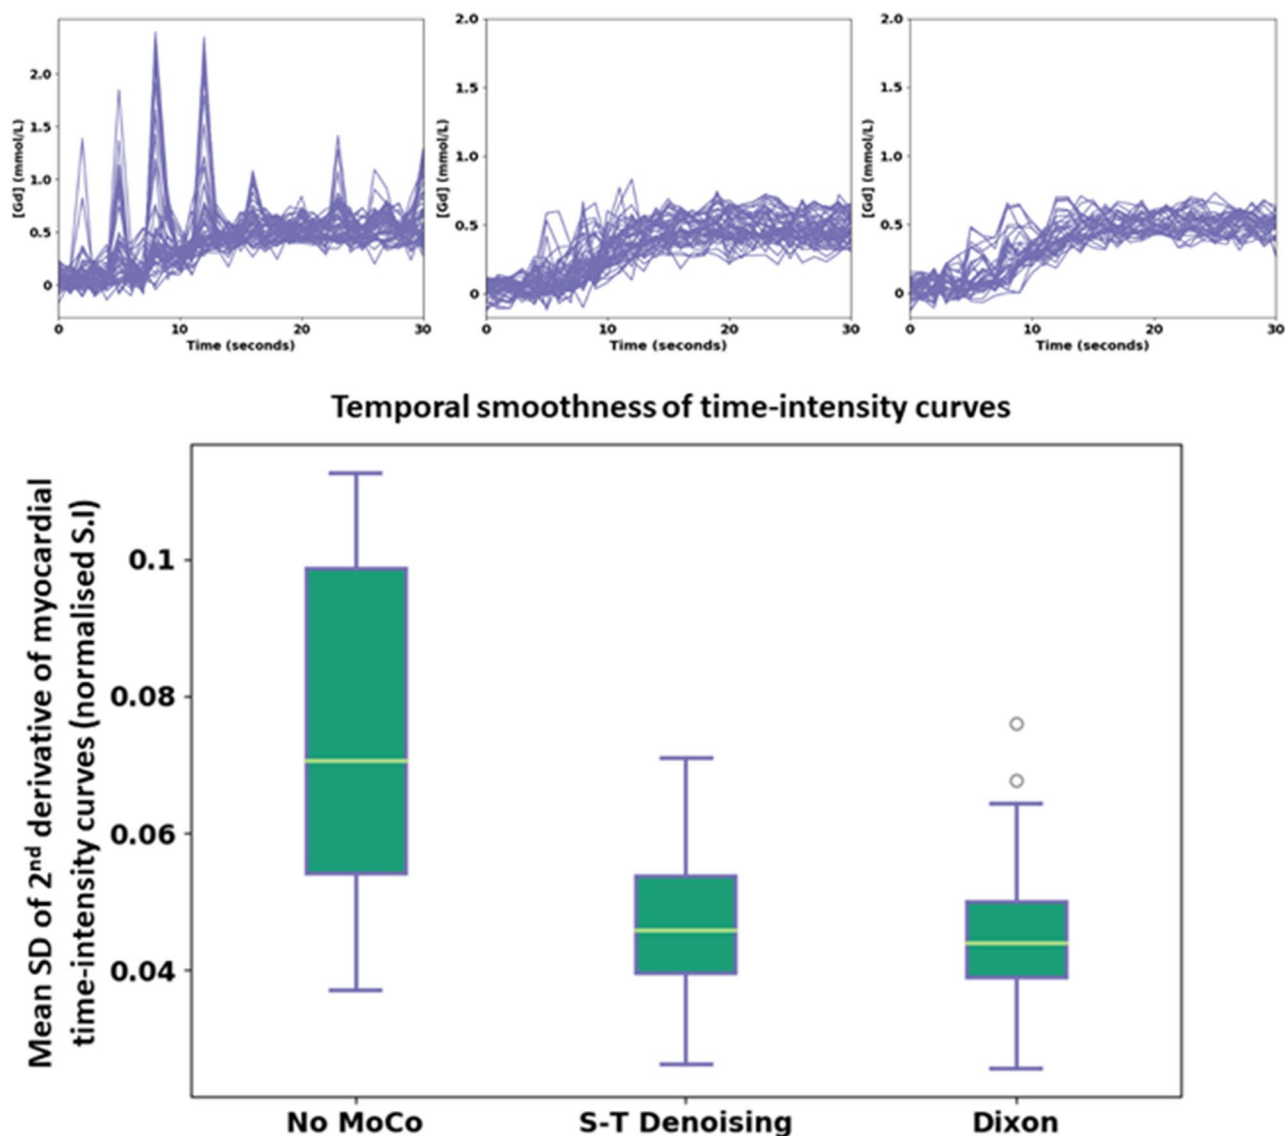 2.0
1.5
1.0
0.5
0
[Gd] (mmol/L)
0 10 20 30
Time (seconds)
2.0
1.5
1.0
0.5
0
[Gd] (mmol/L)
0 10 20 30
Time (seconds)
2.0
1.5
1.0
0.5
0
[Gd] (mmol/L)
0 10 20 30
Time (seconds)
Temporal smoothness of time-intensity curves
Mean SD of 2nd derivative of myocardial
time-intensity curves (normalised S.I)
0.1
0.08
0.06
0.04
No MoCo S-T Denoising Dixon